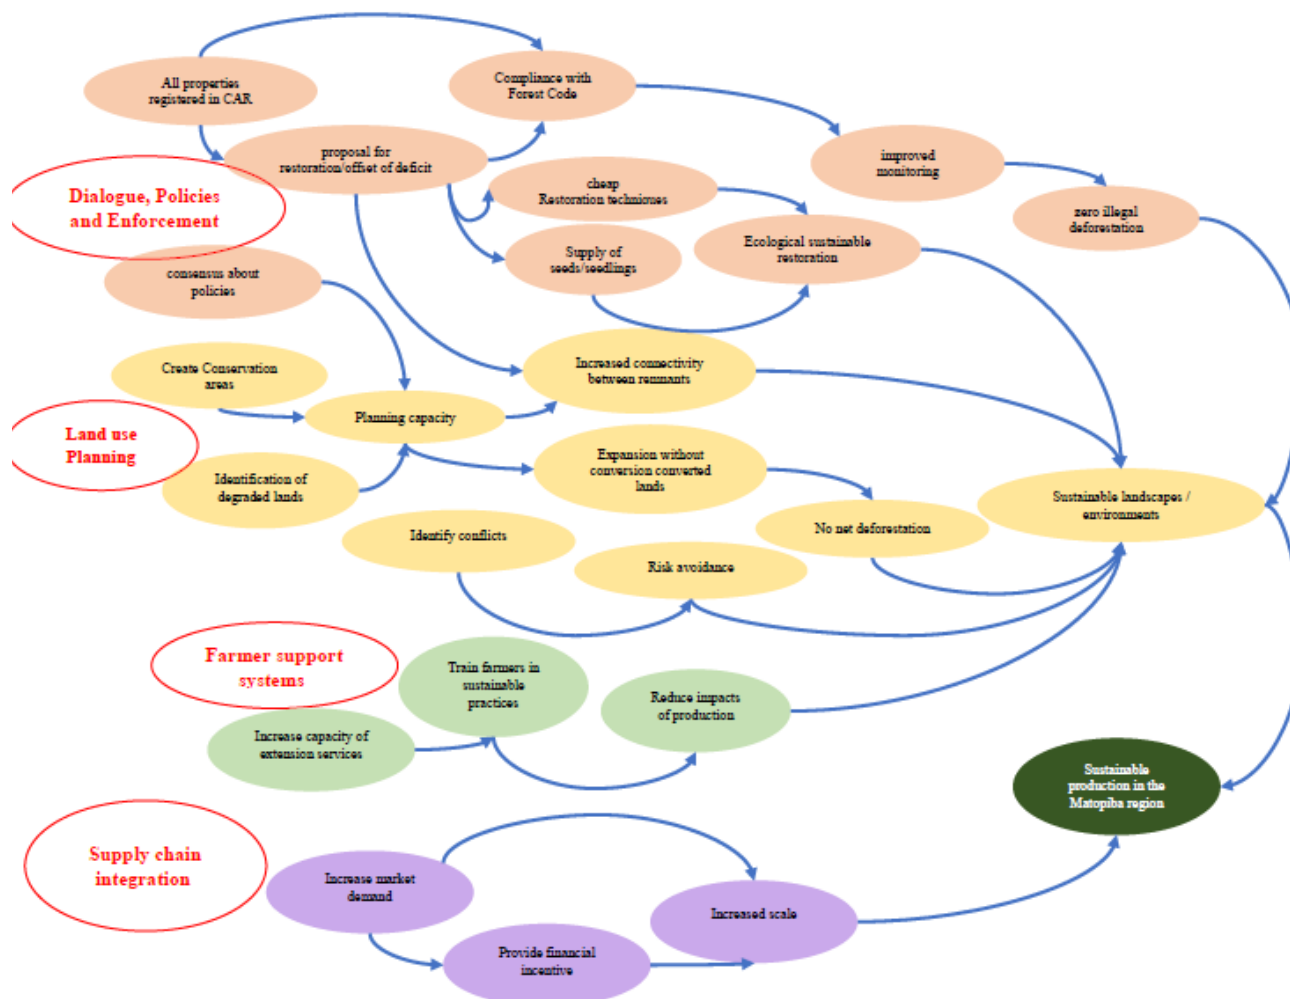 All properties
registered in CAR
Compliance with
Forest Code
proposal for
restoration/offset of deficit
improved
monitoring
Dialogue, Policies
and Enforcement
cheap
Restoration techniques
zero illegal
deforestation
Supply of
seeds/seedlings
Ecological sustainable
restoration
consensus about
policies
Create Conservation
areas
Increased connectivity
between remnants
Planning capacity
Land use
Planning
Expansion without
conversion converted
lands
Identification of
degraded lands
Sustainable landscapes /
environments
Identify conflicts
No net deforestation
Risk avoidance
Farmer support
systems
Train farmers in
sustainable
practices
Reduce impacts
of production
Increase capacity of
extension services
Sustainable
production in the
Matopiba region
Supply chain
integration
Increase market
demand
Increased scale
Provide financial
incentive